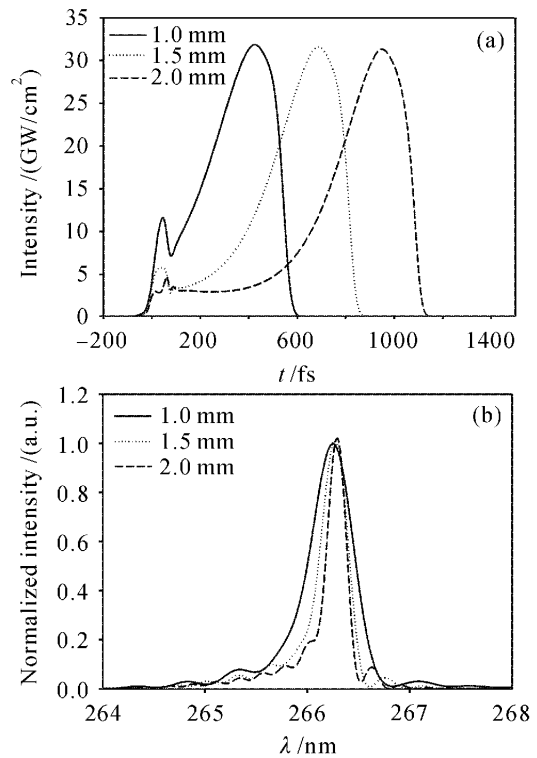 35
30
25
20
15
10
5
0
Intensity /(GW/cm²)
1.0 mm
1.5 mm
2.0 mm
(a)
−200 200 600 1000 1400
t /fs
1.2
1.0
0.8
0.6
0.4
0.2
0.0
Normalized intensity /(a.u.)
1.0 mm
1.5 mm
2.0 mm
(b)
264 265 266 267 268
λ /nm